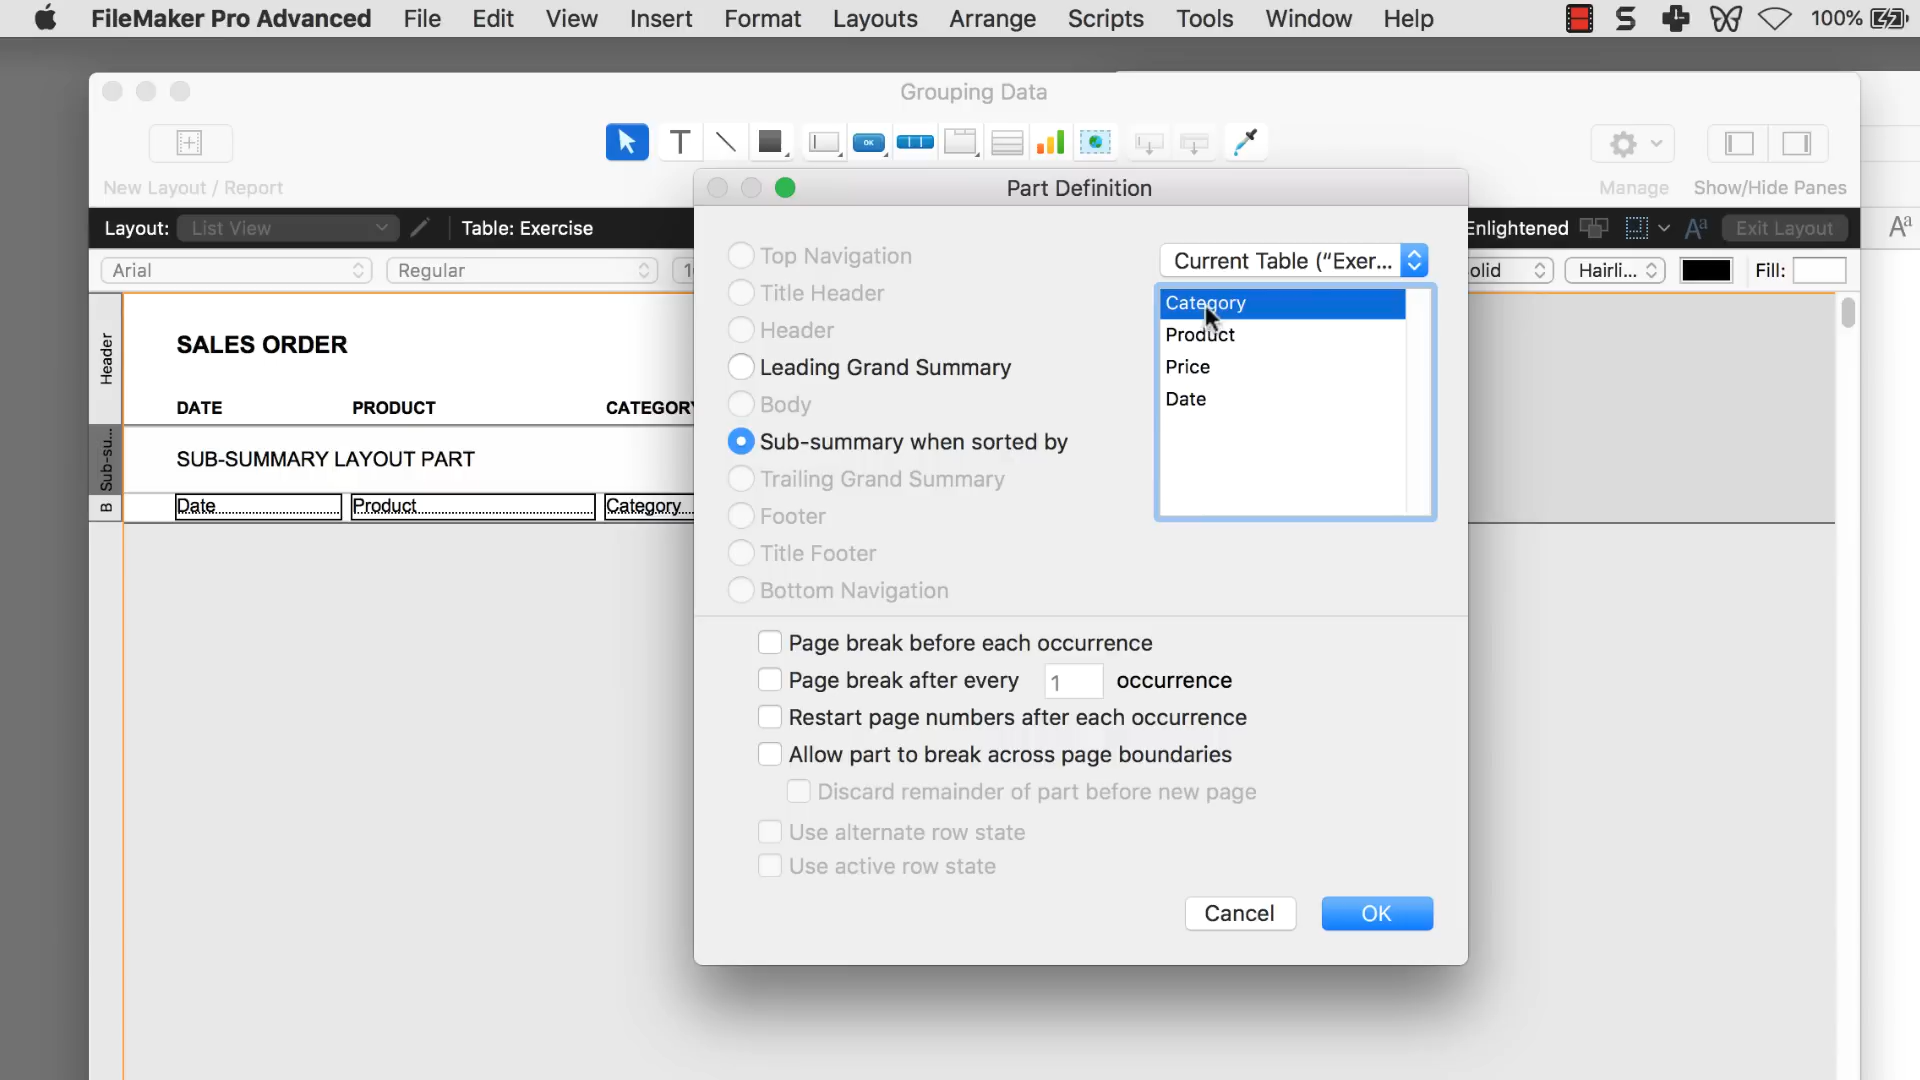 FileMaker Pro Advanced File Edit View Insert Format Layouts Arrange Scripts Tools Window Help 100%
Grouping Data
New Layout / Report Manage Show/Hide Panes
Part Definition
Layout: List View Table: Exercise Enlightened Exit Layout
Arial Regular olid Hairli... Fill:
Header
SALES ORDER
DATE PRODUCT CATEGORY
Sub-su...
SUB-SUMMARY LAYOUT PART
B
Date Product Category
Top Navigation
Title Header
Header
Leading Grand Summary
Body
Sub-summary when sorted by
Trailing Grand Summary
Footer
Title Footer
Bottom Navigation
Current Table (“Exer...
Category
Product
Price
Date
Page break before each occurrence
Page break after every 1 occurrence
Restart page numbers after each occurrence
Allow part to break across page boundaries
Discard remainder of part before new page
Use alternate row state
Use active row state
Cancel OK